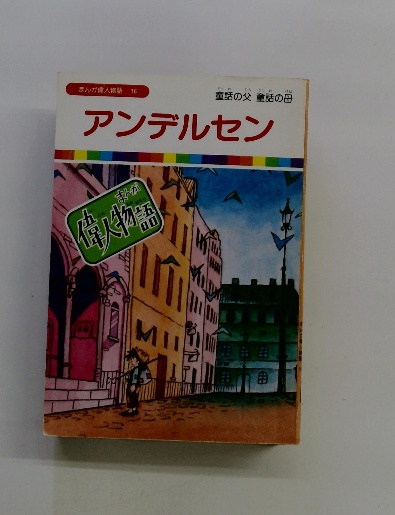 まんが偉人物語 16
童話の父 童話の母
アンデルセン
まんが
偉人物語